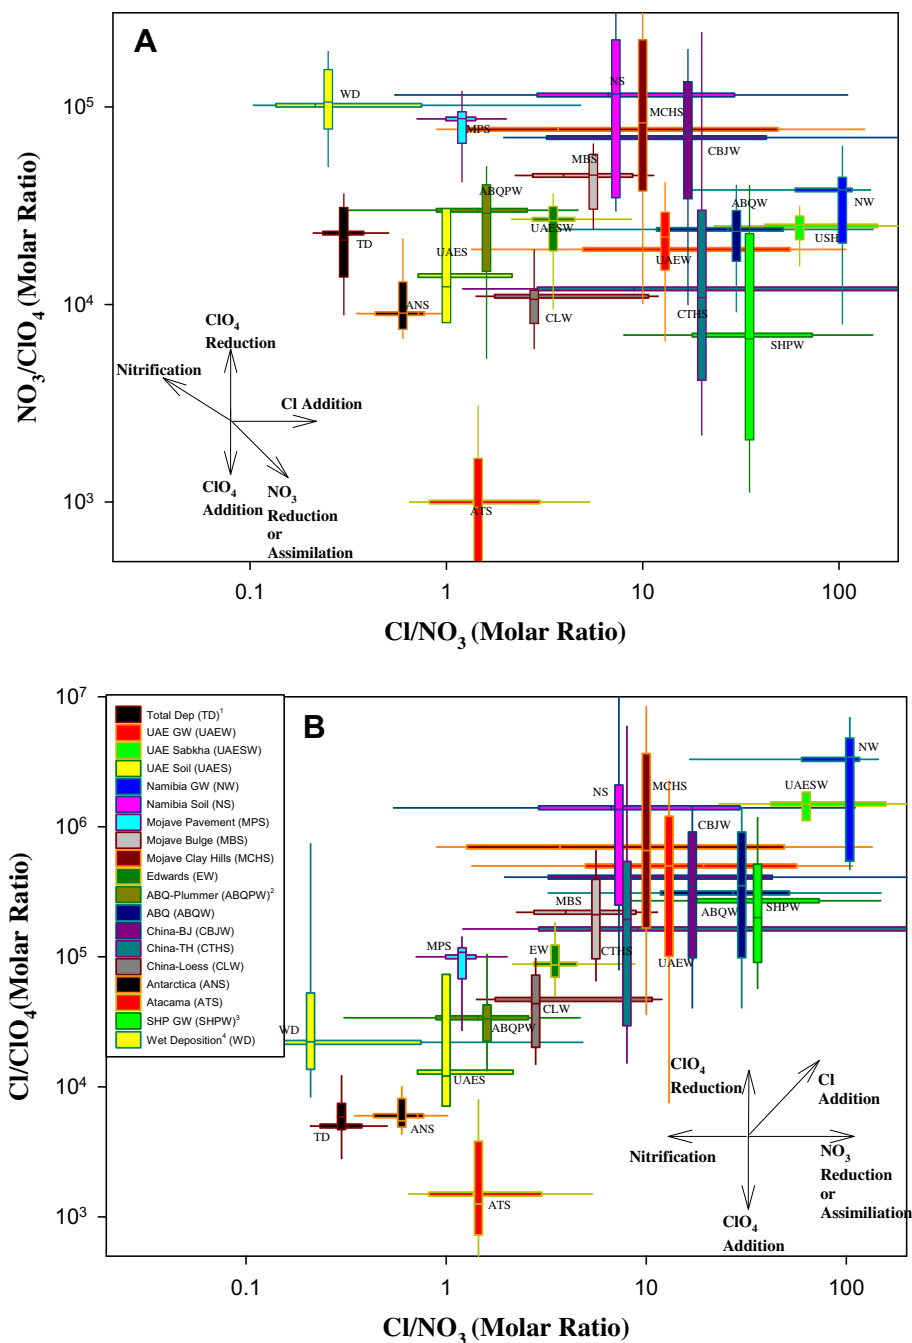 A
10^5
10^4
10^3
NO3/ClO4 (Molar Ratio)
WD
MPS
NS
MCHS
CBJW
MBS
ABQPW
UAESW
ABQW
NW
USH
TD
UAES
UAEW
ANS
CLW
CTHS
SHPW
ATS
ClO4
Reduction
Nitrification
Cl Addition
ClO4
Addition
NO3
Reduction
or
Assimilation
0.1 1 10 100
Cl/NO3 (Molar Ratio)
B
10^7
10^6
10^5
10^4
10^3
Cl/ClO4(Molar Ratio)
Total Dep (TD)1
UAE GW (UAEW)
UAE Sabkha (UAESW)
UAE Soil (UAES)
Namibia GW (NW)
Namibia Soil (NS)
Mojave Pavement (MPS)
Mojave Bulge (MBS)
Mojave Clay Hills (MCHS)
Edwards (EW)
ABQ-Plummer (ABQPW)2
ABQ (ABQW)
China-BJ (CBJW)
China-TH (CTHS)
China-Loess (CLW)
Antarctica (ANS)
Atacama (ATS)
SHP GW (SHPW)3
Wet Deposition4 (WD)
NW
NS
MCHS
UAESW
CBJW
MBS
ABQW
SHPW
MPS
EW
CTHS
UAEW
CLW
WD
ABQPW
UAES
TD
ANS
ATS
ClO4
Reduction
Cl
Addition
Nitrification
NO3
Reduction
or
Assimiliation
ClO4
Addition
0.1 1 10 100
Cl/NO3 (Molar Ratio)